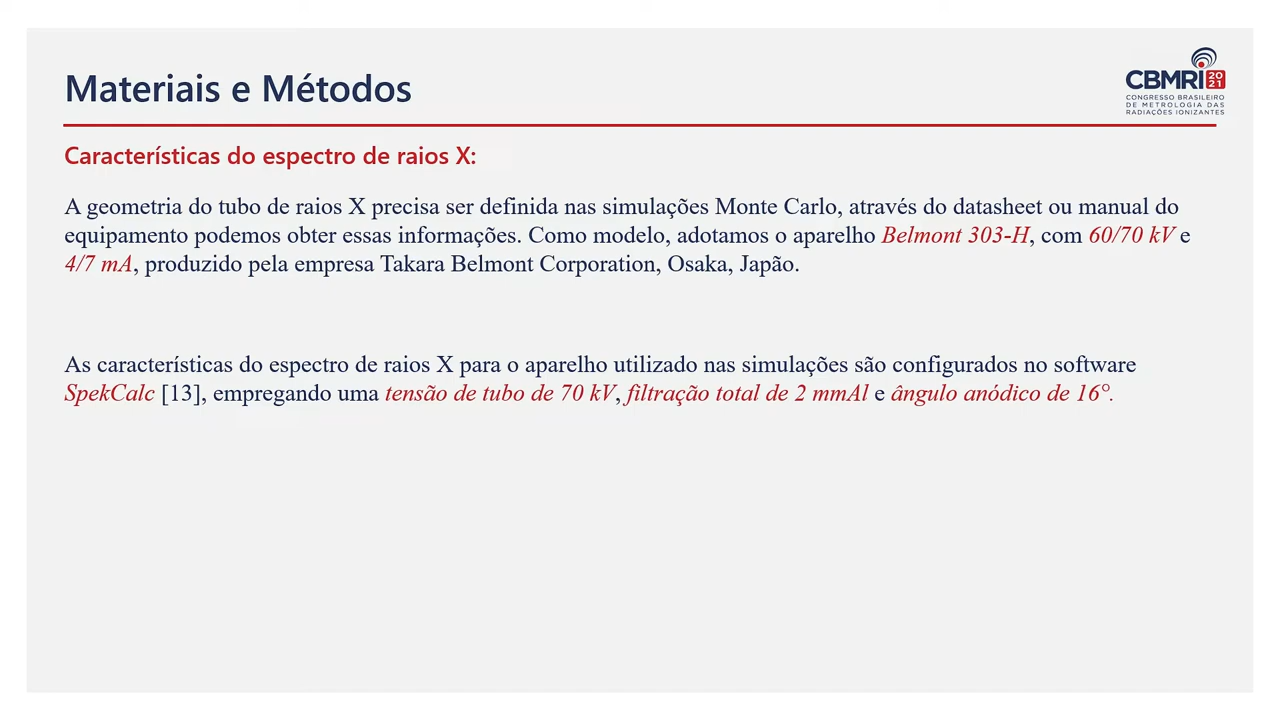 Materiais e Métodos
CBMRI 20 21
CONGRESSO BRASILEIRO
DE METROLOGIA DAS
RADIAÇÕES IONIZANTES
Características do espectro de raios X:
A geometria do tubo de raios X precisa ser definida nas simulações Monte Carlo, através do datasheet ou manual do
equipamento podemos obter essas informações. Como modelo, adotamos o aparelho Belmont 303-H, com 60/70 kV e
4/7 mA, produzido pela empresa Takara Belmont Corporation, Osaka, Japão.
As características do espectro de raios X para o aparelho utilizado nas simulações são configurados no software
SpekCalc [13], empregando uma tensão de tubo de 70 kV, filtração total de 2 mmAl e ângulo anódico de 16°.